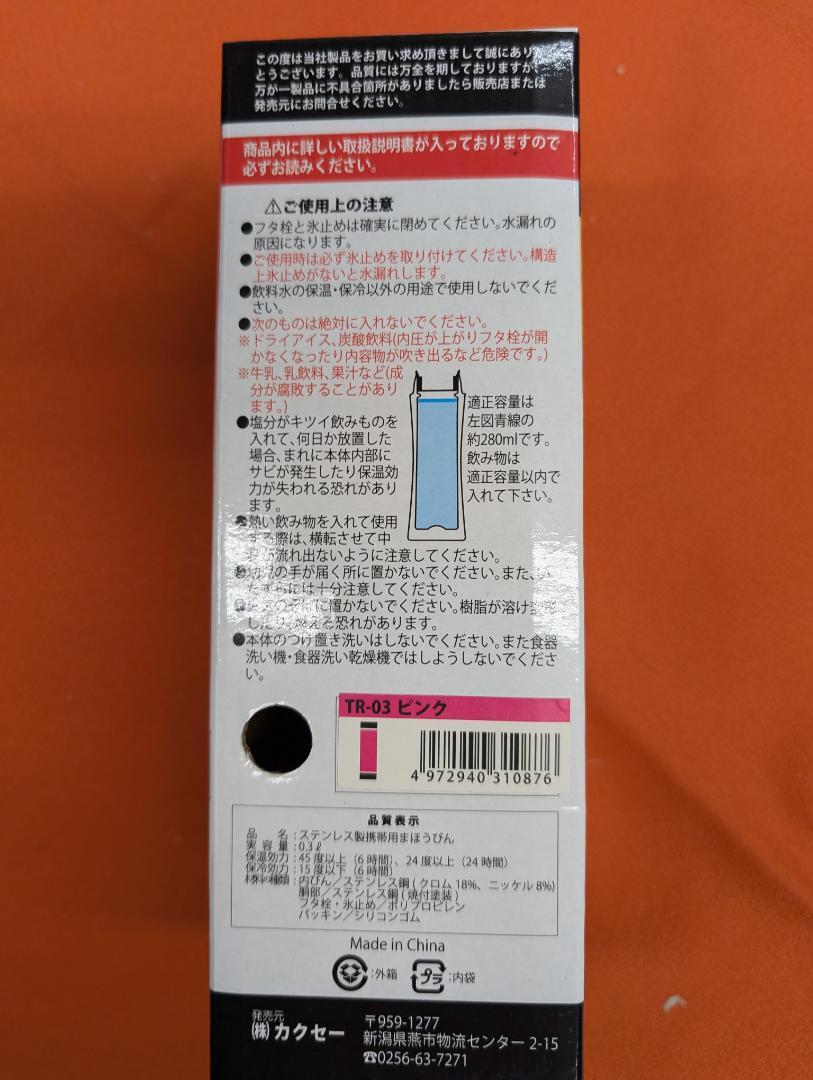 この度は当社製品をお買い求め頂きまして誠にあり
とうございます。品質には万全を期しておりますが、
万が一製品に不具合箇所がありましたら販売店または
発売元にお問合せください。
商品内に詳しい取扱説明書が入っておりますので
必ずお読みください。
⚠ご使用上の注意
●フタ栓と氷止めは確実に閉めてください。水漏れの
原因になります。
●ご使用時は必ず氷止めを取り付けてください。構造
上氷止めがないと水漏れします。
●飲料水の保温・保冷以外の用途で使用しないでくだ
さい。
●次のものは絶対に入れないでください。
※ドライアイス、炭酸飲料(内圧が上がりフタ栓が開
かなくなったり内容物が吹き出るなど危険です。)
※牛乳、乳飲料、果汁など(成
分が腐敗することがあり
ます。)
●塩分がキツイ飲みものを
入れて、何日か放置した
場合、まれに本体内部に
サビが発生したり保温効
力が失われる恐れがあり
ます。
適正容量は
左図青線の
約280mlです。
飲み物は
適正容量以内で
入れて下さい。
●熱い飲み物を入れて使用
する際は、横転させて中
流れ出ないように注意してください。
の手が届く所に置かないでください。また、い
たずらには十分注意してください。
に置かないでください。樹脂が溶け変形
したり、燃える恐れがあります。
●本体のつけ置き洗いはしないでください。また食器
洗い機・食器洗い乾燥機ではしようしないでくださ
い。
TR-03 ピンク
4 972940 310876
品質表示
品名:ステンレス製携帯用まほうびん
実容量:0.3ℓ
保温効力:45度以上(6時間)、24度以上(24時間)
保冷効力:15度以下(6時間)
材料の種類:内びん/ステンレス鋼(クロム18%、ニッケル8%)
胴部/ステンレス鋼(焼付塗装)
フタ栓・氷止め/ポリプロピレン
パッキン/シリコンゴム
Made in China
:外箱 プラ:内袋
発売元
㈱カクセー
〒959-1277
新潟県燕市物流センター2-15
☎0256-63-7271